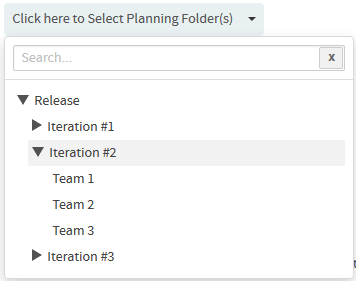 Click here to Select Planning Folder(s)
Search...
x
Release
Iteration #1
Iteration #2
Team 1
Team 2
Team 3
Iteration #3